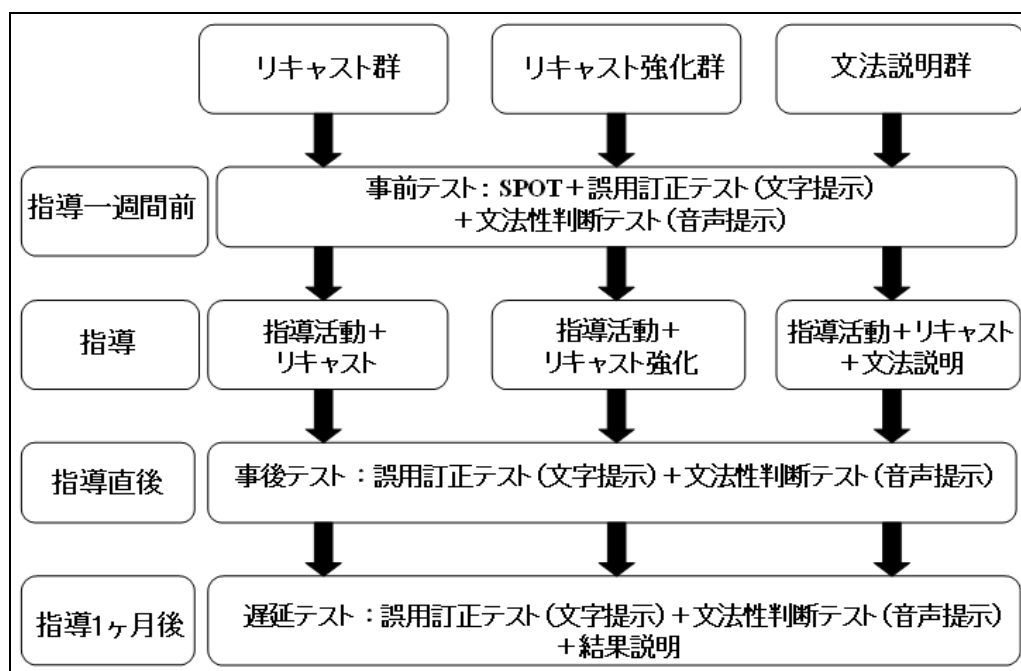 リキャスト群
リキャスト強化群
文法説明群
指導一週間前
事前テスト：SPOT＋誤用訂正テスト(文字提示)
＋文法性判断テスト(音声提示)
指導
指導活動＋
リキャスト
指導活動＋
リキャスト強化
指導活動＋リキャスト
＋文法説明
指導直後
事後テスト：誤用訂正テスト(文字提示)＋文法性判断テスト(音声提示)
指導1ヶ月後
遅延テスト：誤用訂正テスト(文字提示)＋文法性判断テスト(音声提示)
＋結果説明